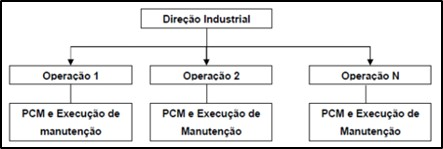 Direção Industrial
Operação 1
Operação 2
Operação N
PCM e Execução de
manutenção
PCM e Execução de
Manutenção
PCM e Execução de
Manutenção